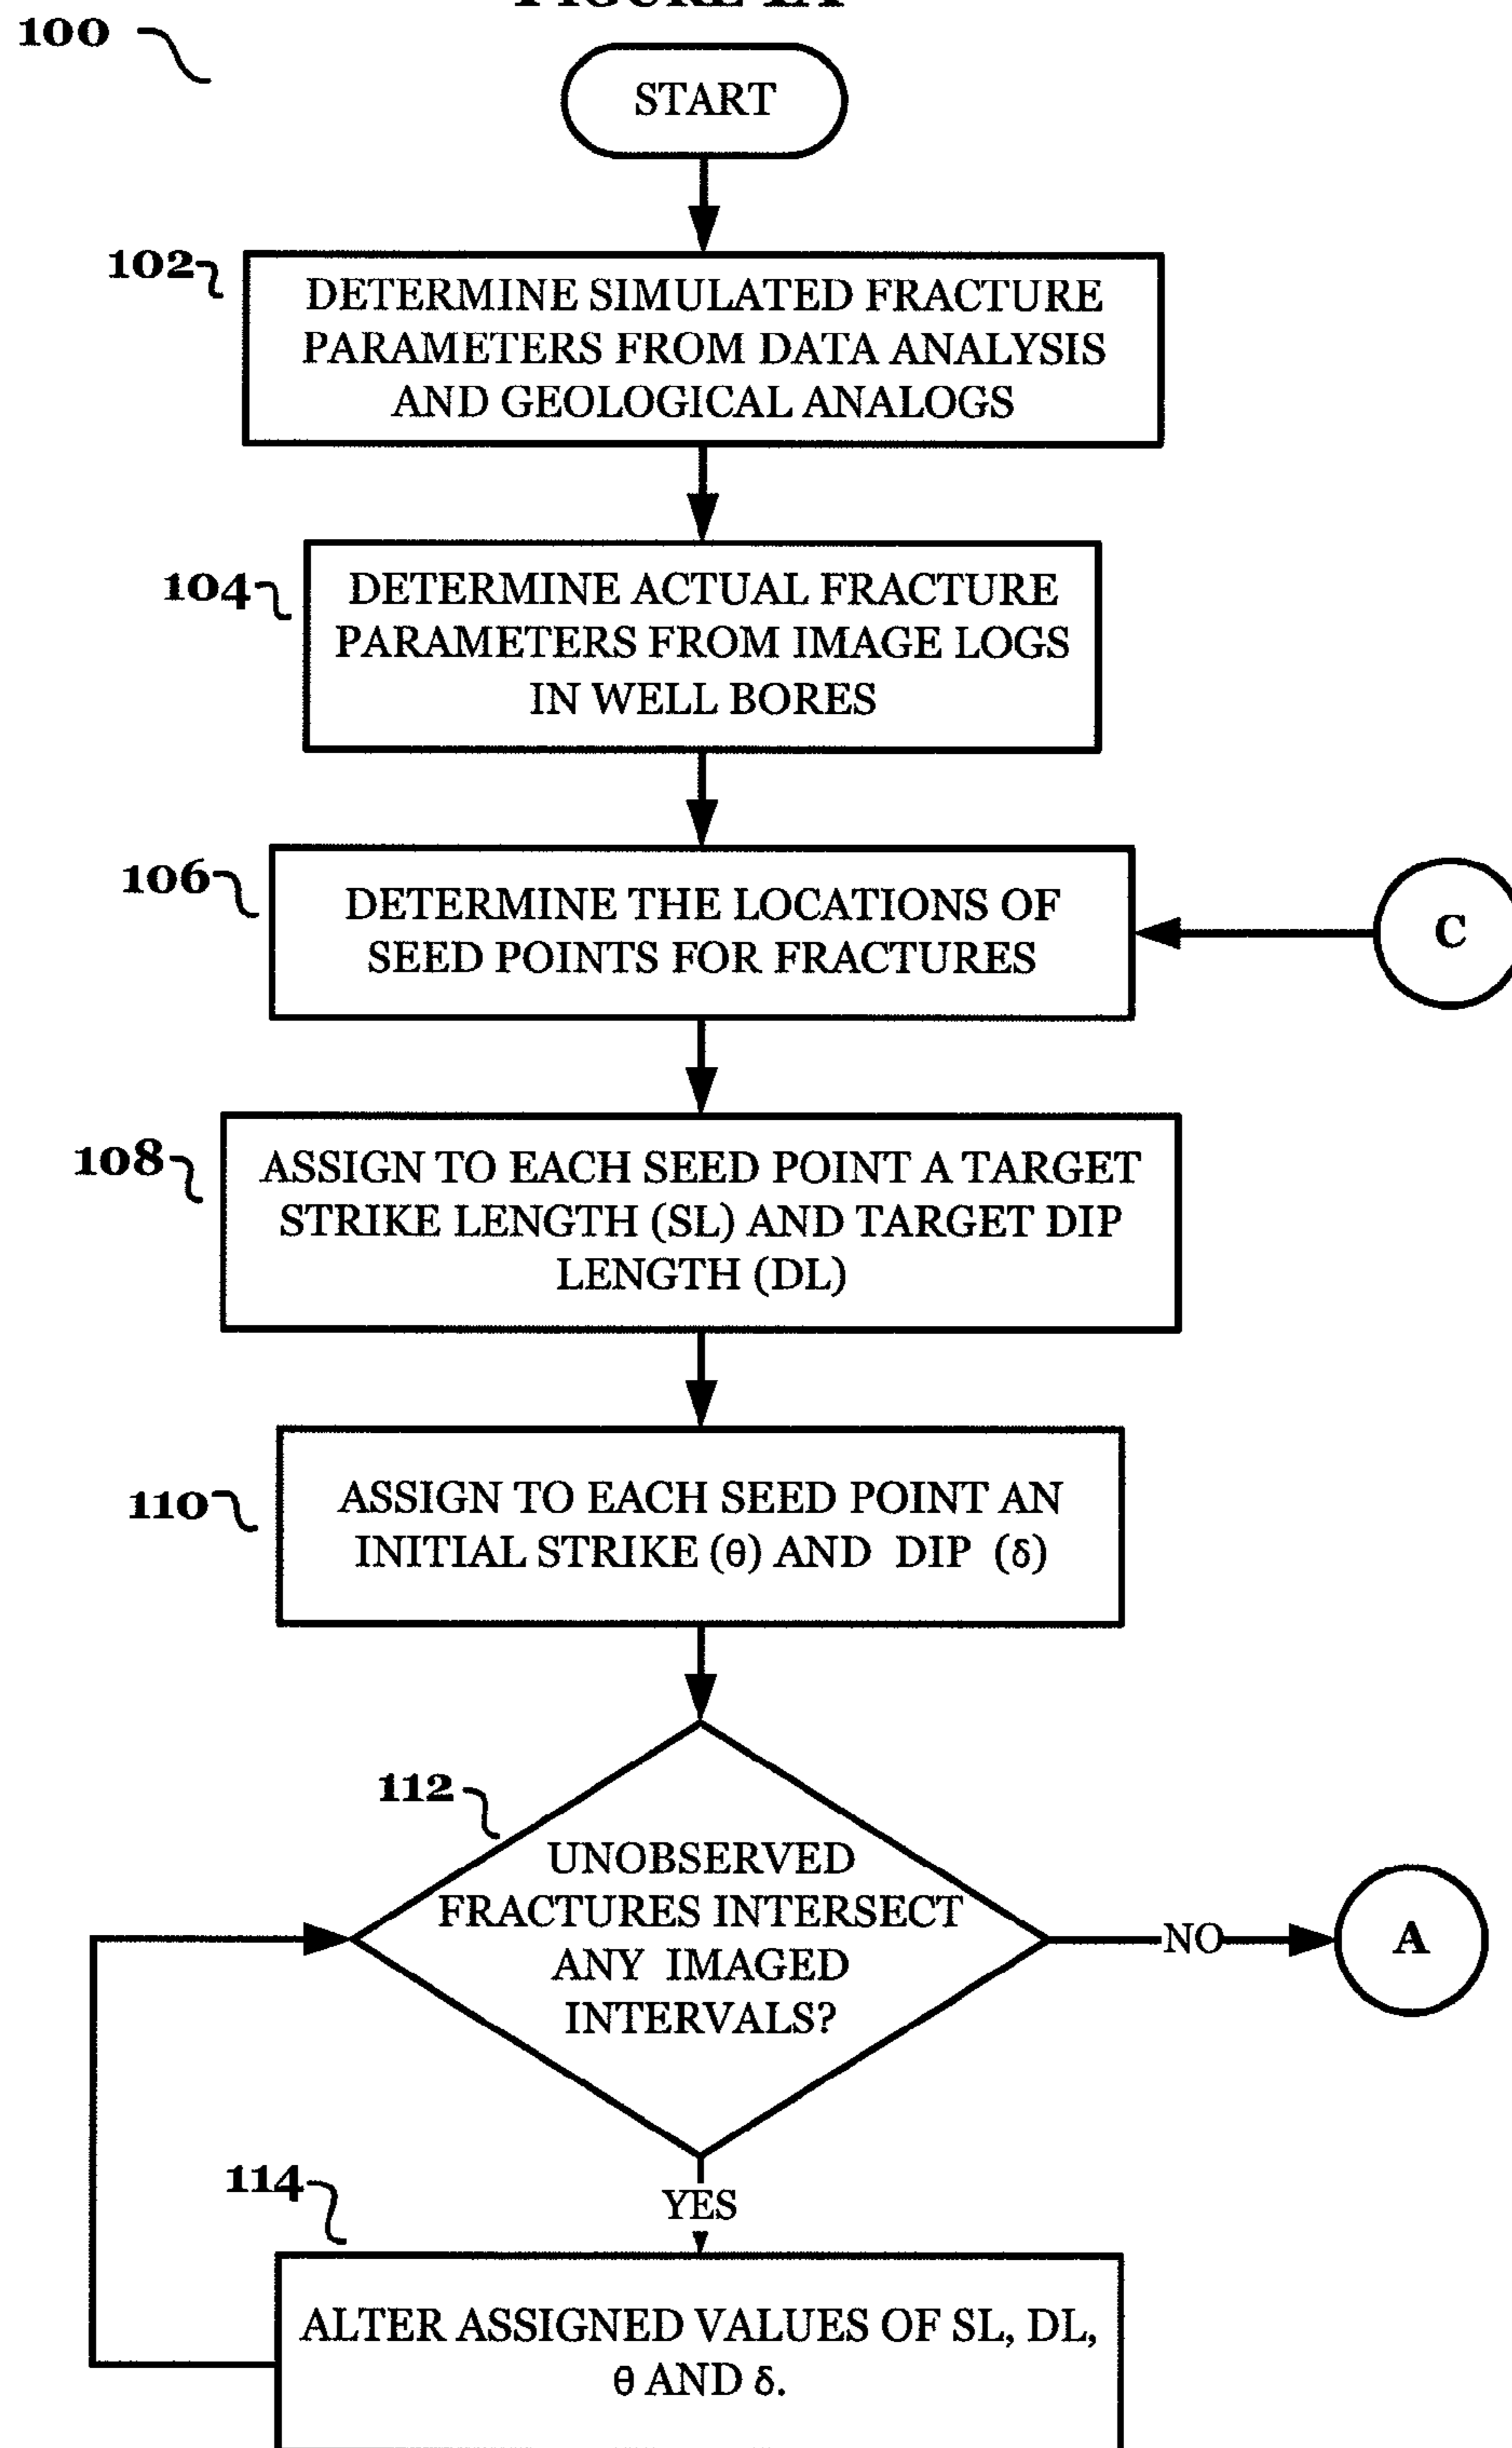 100
START
102
DETERMINE SIMULATED FRACTURE
PARAMETERS FROM DATA ANALYSIS
AND GEOLOGICAL ANALOGS
104
DETERMINE ACTUAL FRACTURE
PARAMETERS FROM IMAGE LOGS
IN WELL BORES
106
DETERMINE THE LOCATIONS OF
SEED POINTS FOR FRACTURES
C
108
ASSIGN TO EACH SEED POINT A TARGET
STRIKE LENGTH (SL) AND TARGET DIP
LENGTH (DL)
110
ASSIGN TO EACH SEED POINT AN
INITIAL STRIKE (θ) AND DIP (δ)
112
UNOBSERVED
FRACTURES INTERSECT
ANY IMAGED
INTERVALS?
NO
A
YES
114
ALTER ASSIGNED VALUES OF SL, DL,
θ AND δ.